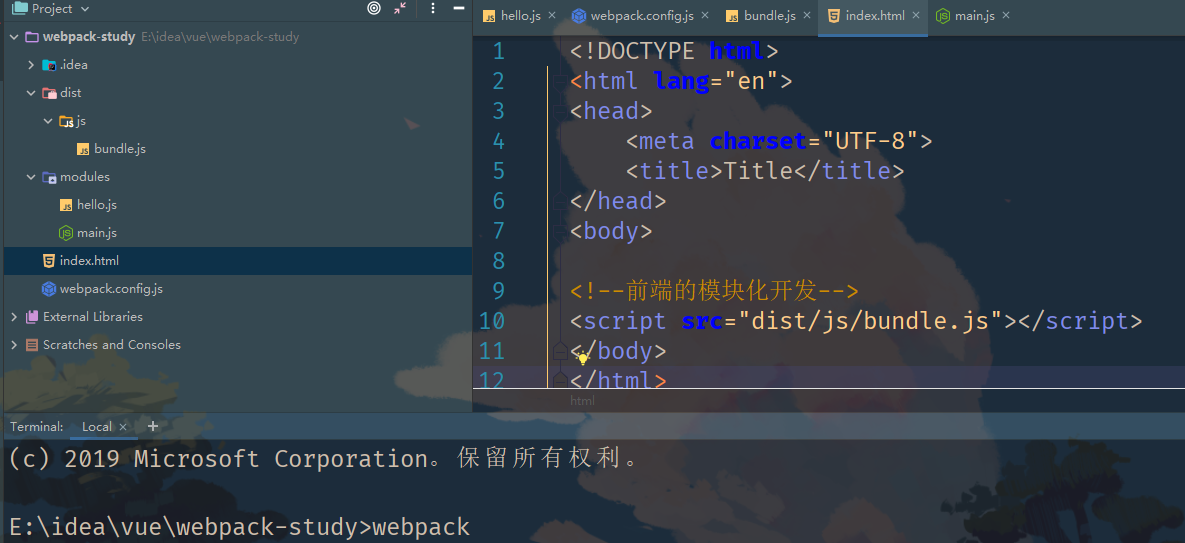 Project
webpack-study E:\idea\vue\webpack-study
.idea
dist
js
bundle.js
modules
hello.js
main.js
index.html
webpack.config.js
External Libraries
Scratches and Consoles
hello.js webpack.config.js bundle.js index.html main.js
1 <!DOCTYPE html>
2 <html lang="en">
3 <head>
4 <meta charset="UTF-8">
5 <title>Title</title>
6 </head>
7 <body>
8
9 <!--前端的模块化开发-->
10 <script src="dist/js/bundle.js"></script>
11 </body>
12 </html>
html
Terminal: Local +
(c) 2019 Microsoft Corporation。保留所有权利。
E:\idea\vue\webpack-study>webpack